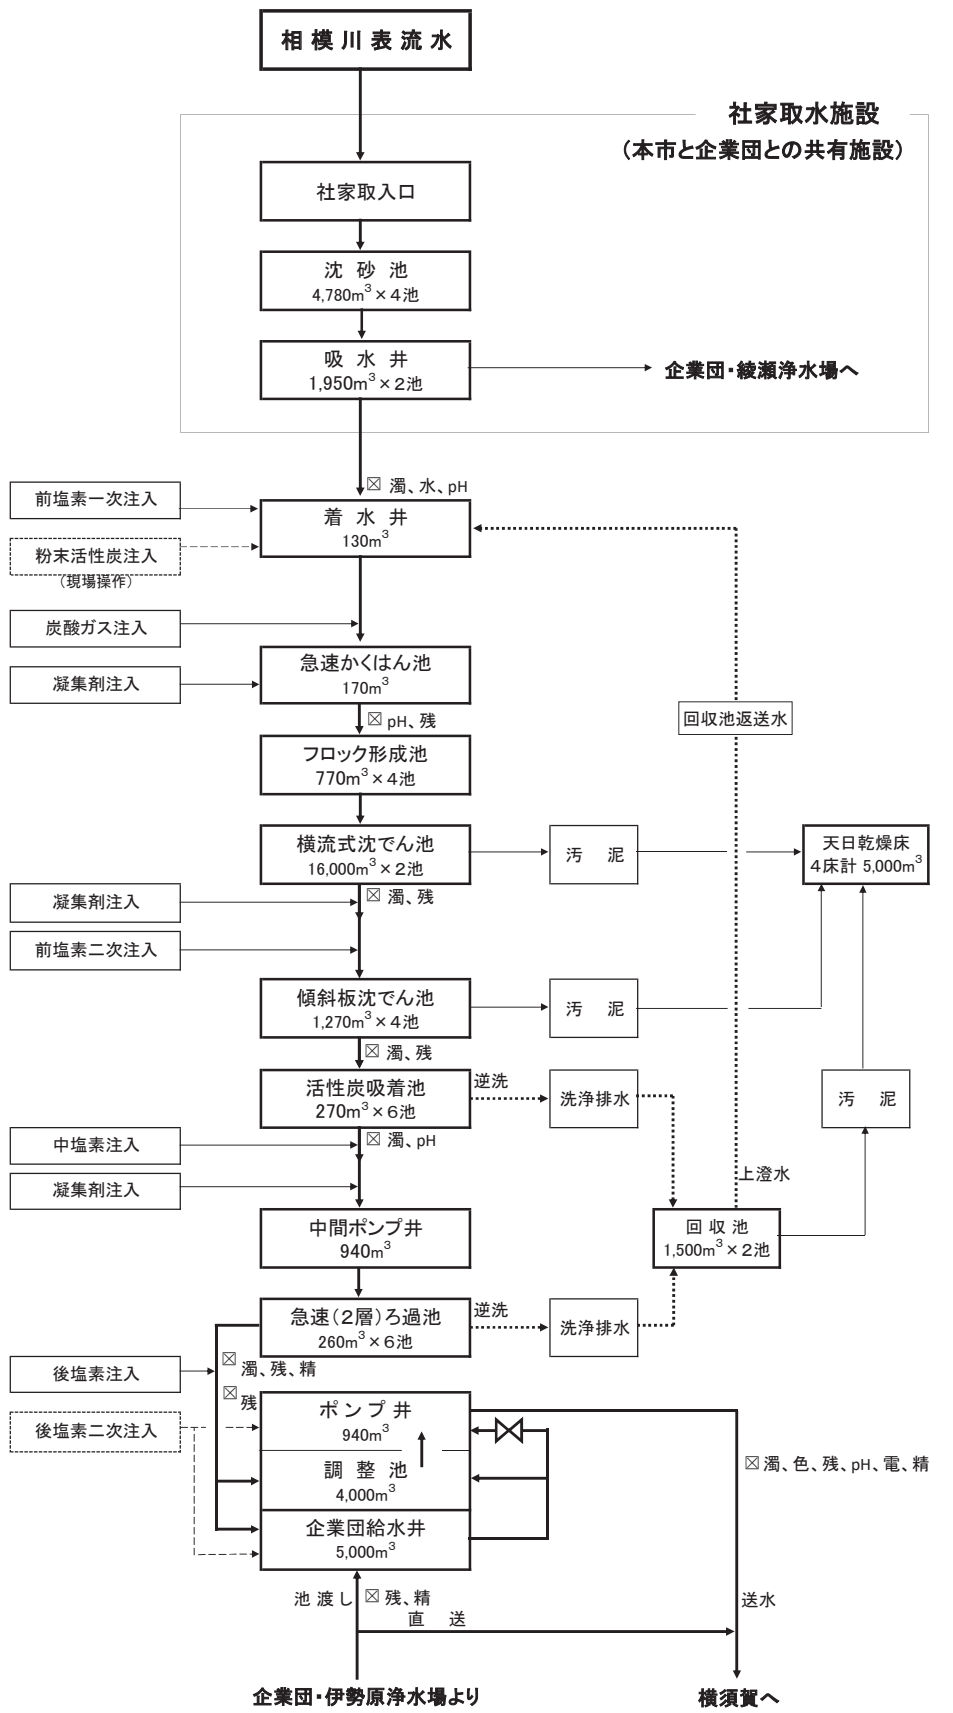 相模川表流水
社家取水施設
（本市と企業団との共有施設）
社家取入口
沈砂池
4,780m³×4池
吸水井
1,950m³×2池
企業団・綾瀬浄水場へ
☒ 濁、水、pH
前塩素一次注入
着水井
130m³
粉末活性炭注入
（現場操作）
炭酸ガス注入
急速かくはん池
170m³
凝集剤注入
☒ pH、残
回収池返送水
フロック形成池
770m³×4池
横流式沈でん池
16,000m³×2池
汚泥
天日乾燥床
4床計 5,000m³
☒ 濁、残
凝集剤注入
前塩素二次注入
傾斜板沈でん池
1,270m³×4池
汚泥
☒ 濁、残
活性炭吸着池
270m³×6池
逆洗
洗浄排水
汚泥
☒ 濁、pH
中塩素注入
上澄水
凝集剤注入
中間ポンプ井
940m³
回収池
1,500m³×2池
急速（2層）ろ過池
260m³×6池
逆洗
洗浄排水
後塩素注入
☒ 濁、残、精
☒ 残
ポンプ井
940m³
後塩素二次注入
調整池
4,000m³
☒ 濁、色、残、pH、電、精
企業団給水井
5,000m³
池渡し
☒ 残、精
送水
直送
企業団・伊勢原浄水場より
横須賀へ